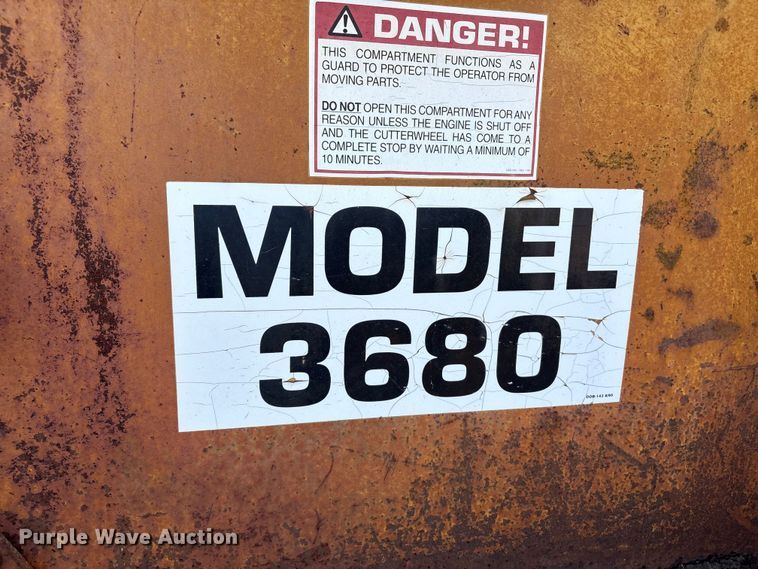 DANGER!
THIS COMPARTMENT FUNCTIONS AS A
GUARD TO PROTECT THE OPERATOR FROM
MOVING PARTS.
DO NOT OPEN THIS COMPARTMENT FOR ANY
REASON UNLESS THE ENGINE IS SHUT OFF
AND THE CUTTERWHEEL HAS COME TO A
COMPLETE STOP BY WAITING A MINIMUM OF
10 MINUTES.
MODEL
3680
Purple Wave Auction